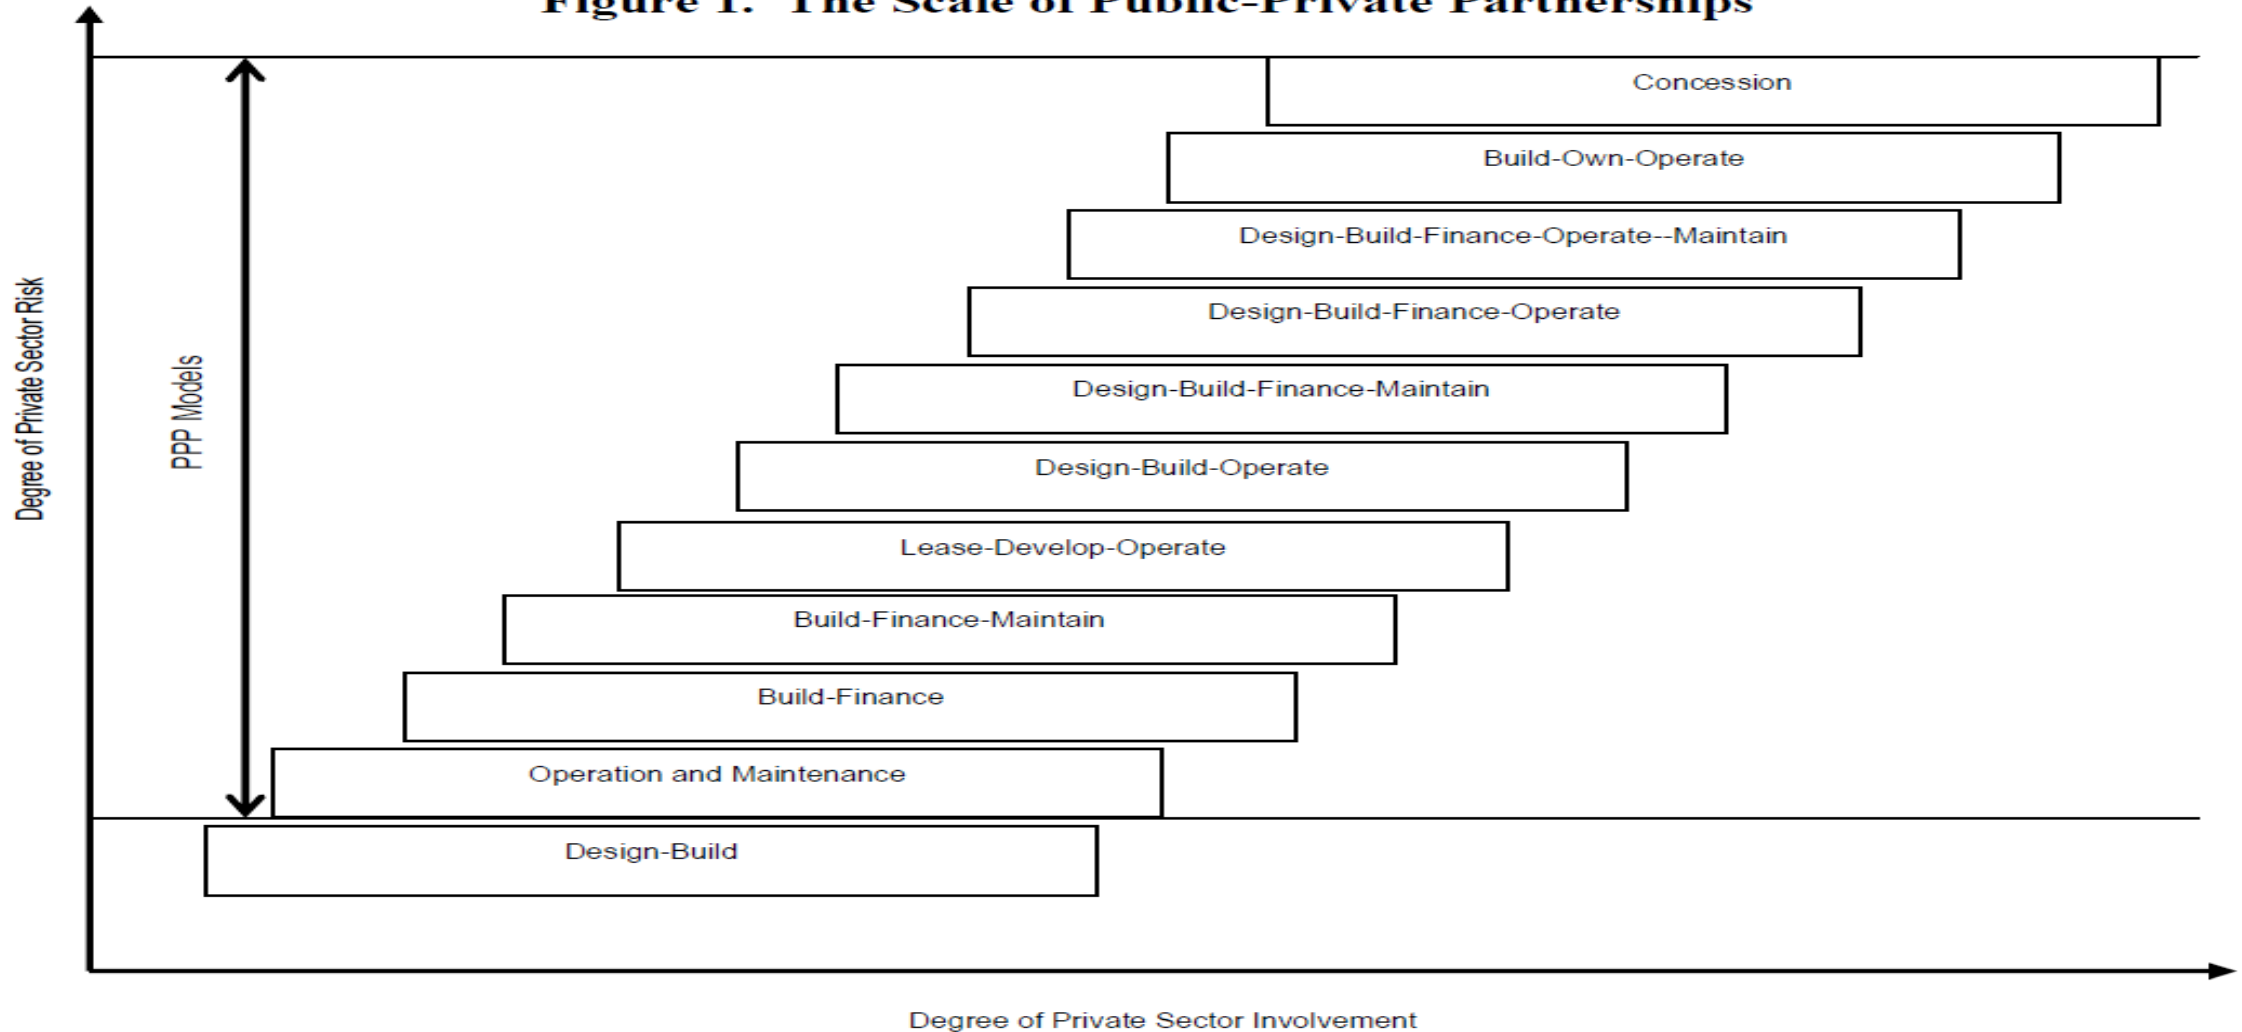 Figure 1. The Scale of Public-Private Partnerships
Concession
Build-Own-Operate
Design-Build-Finance-Operate--Maintain
Design-Build-Finance-Operate
Design-Build-Finance-Maintain
Design-Build-Operate
Lease-Develop-Operate
Build-Finance-Maintain
Build-Finance
Operation and Maintenance
Design-Build
Degree of Private Sector Risk
PPP Models
Degree of Private Sector Involvement